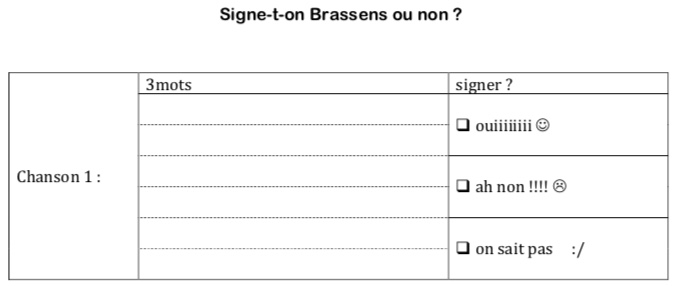 Signe-t-on Brassens ou non ?
3mots
signer ?
❑ ouiiiiiiii ☺
Chanson 1 :
❑ ah non !!!! ☹
❑ on sait pas :/